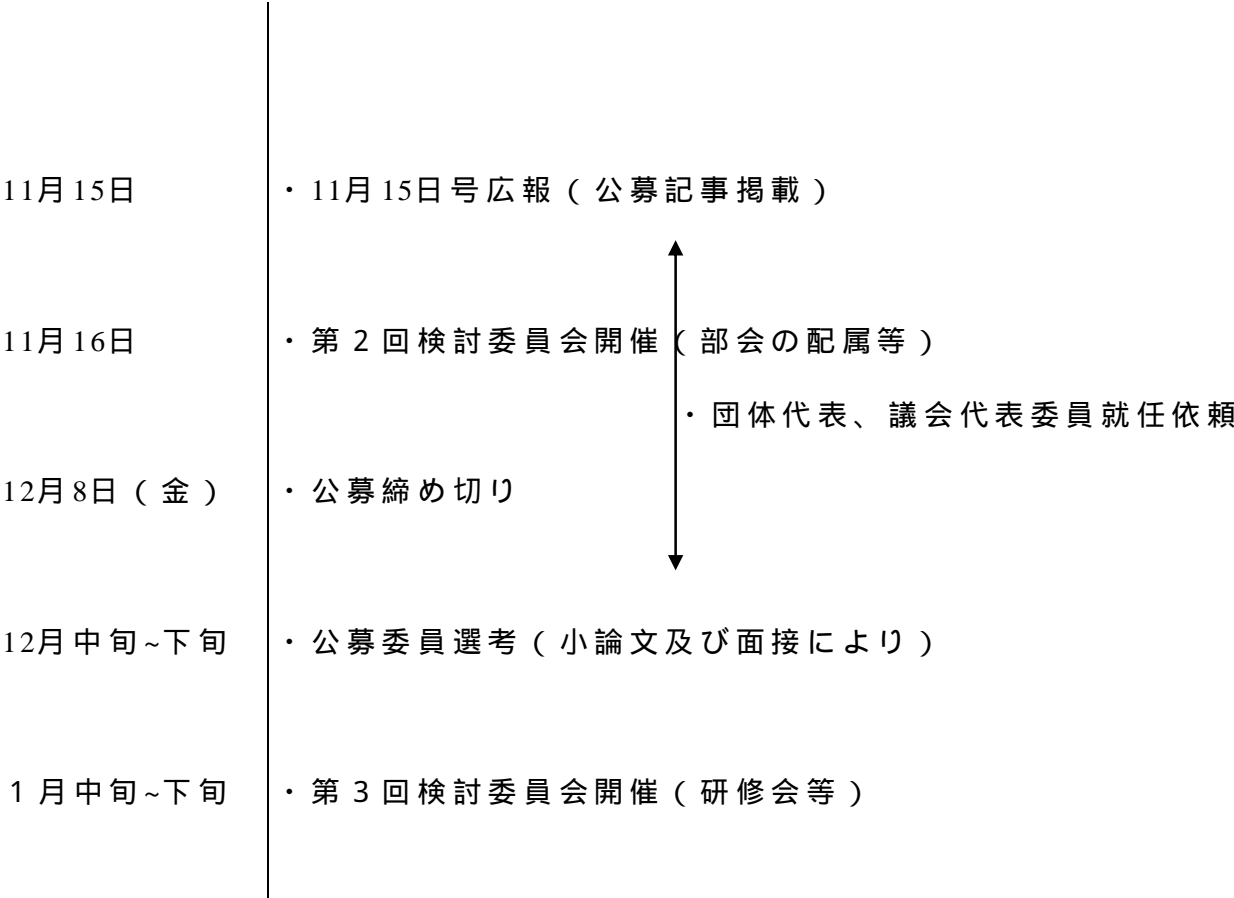 11月15日 ・11月15日号広報(公募記事掲載)
11月16日 ・第2回検討委員会開催(部会の配属等)
・団体代表、議会代表委員就任依頼
12月8日(金) ・公募締め切り
12月中旬~下旬 ・公募委員選考(小論文及び面接により)
1月中旬~下旬 ・第3回検討委員会開催(研修会等)